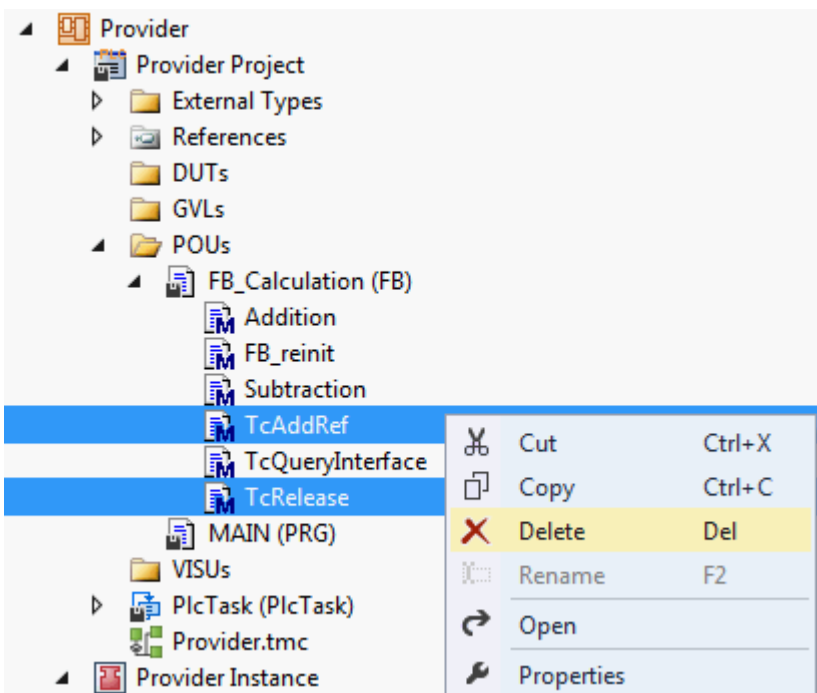 Provider
Provider Project
External Types
References
DUTs
GVLs
POUs
FB_Calculation (FB)
Addition
FB_reinit
Subtraction
TcAddRef
TcQueryInterface
TcRelease
MAIN (PRG)
VISUs
PlcTask (PlcTask)
Provider.tmc
Provider Instance
Cut Ctrl+X
Copy Ctrl+C
Delete Del
Rename F2
Open
Properties